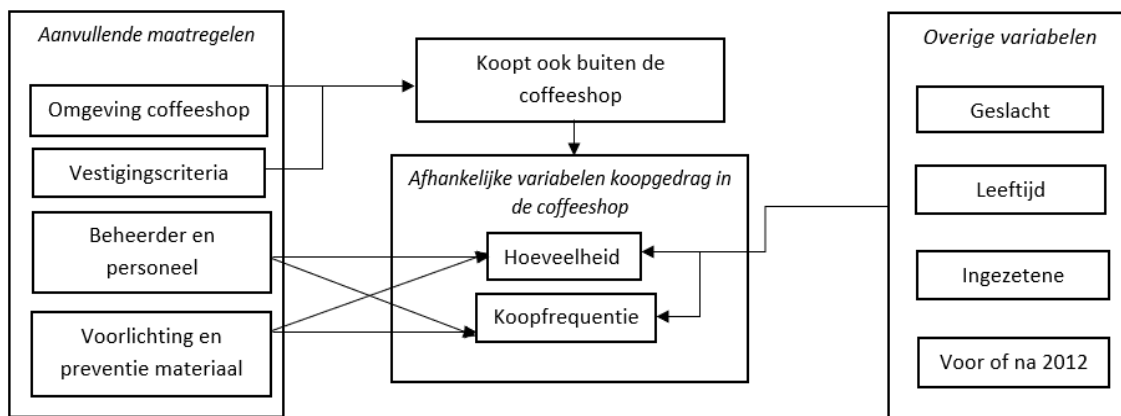 Aanvullende maatregelen
Omgeving coffeeshop
Vestigingscriteria
Beheerder en
personeel
Voorlichting en
preventie materiaal
Koopt ook buiten de
coffeeshop
Afhankelijke variabelen koopgedrag in
de coffeeshop
Hoeveelheid
Koopfrequentie
Overige variabelen
Geslacht
Leeftijd
Ingezetene
Voor of na 2012